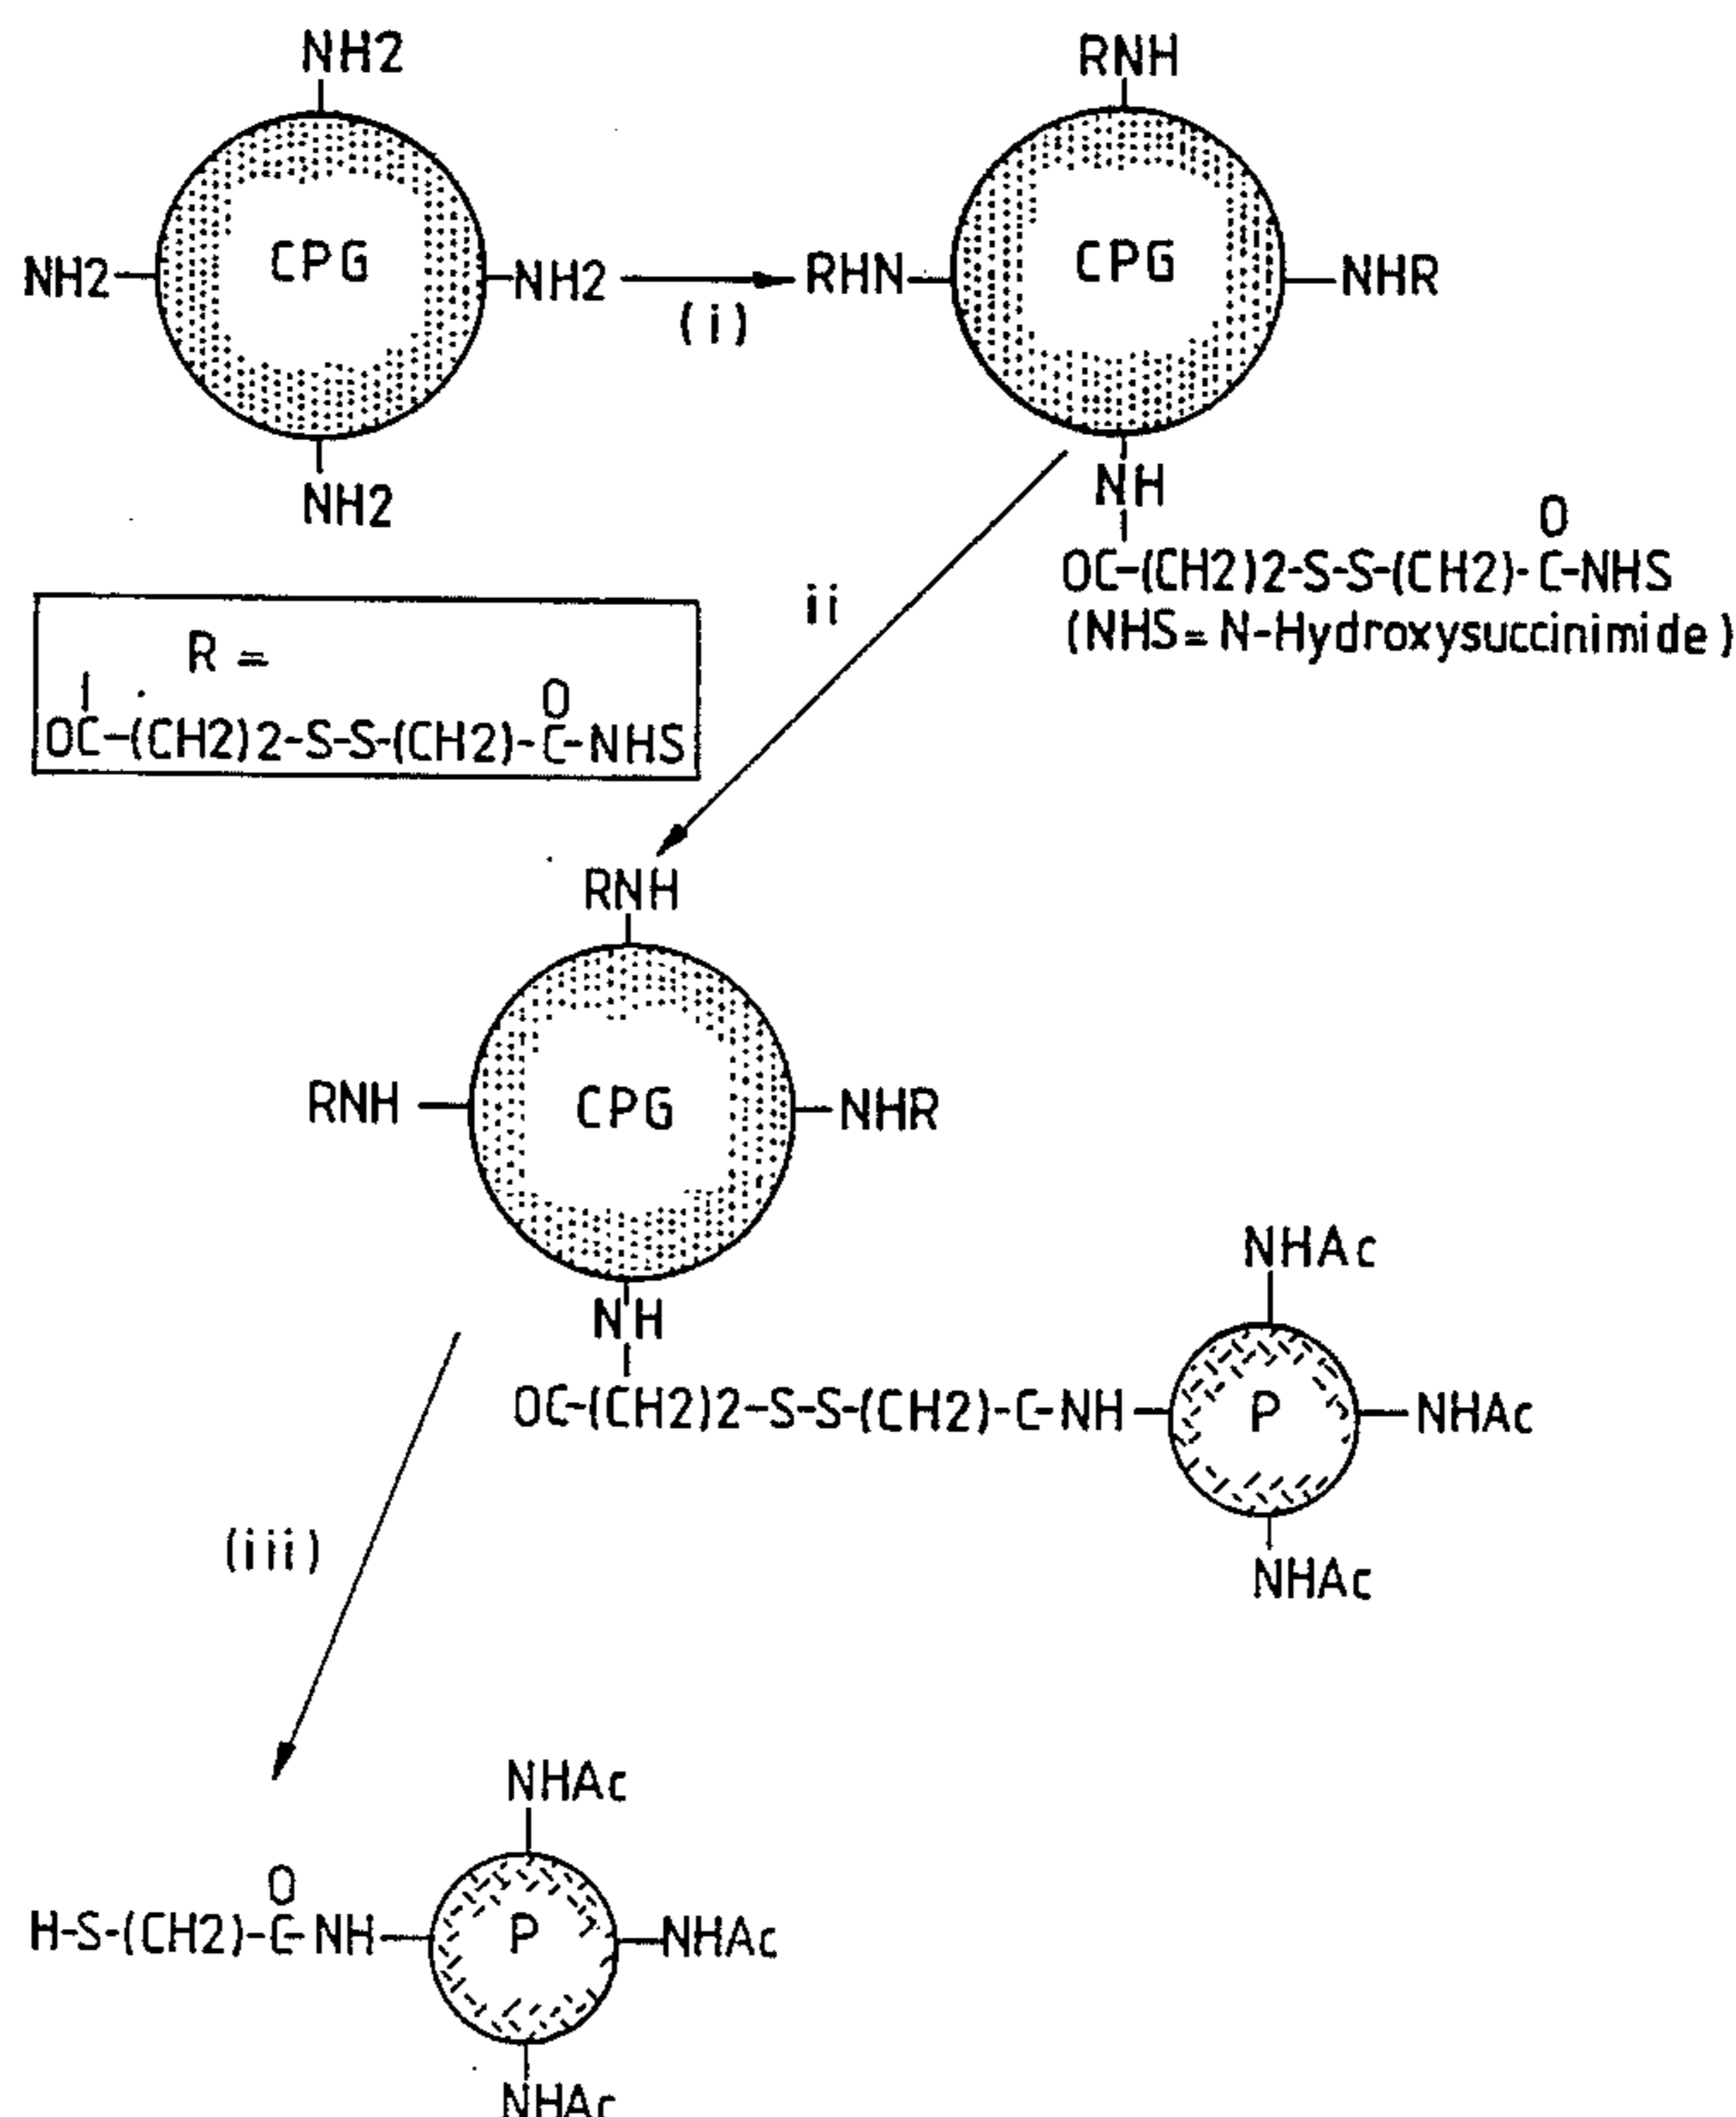 NH2
RNH
CPG
CPG
NH2
NH2
RHN
NHR
(i)
NH2
NH
O
OC-(CH2)2-S-S-(CH2)-C-NHS
(NHS=N-Hydroxysuccinimide)
ii
R =
O
OC-(CH2)2-S-S-(CH2)-C-NHS
RNH
RNH
CPG
NHR
NH
NHAc
OC-(CH2)2-S-S-(CH2)-C-NH
P
NHAc
NHAc
(iii)
NHAc
O
H-S-(CH2)-C-NH
P
NHAc
NHAc